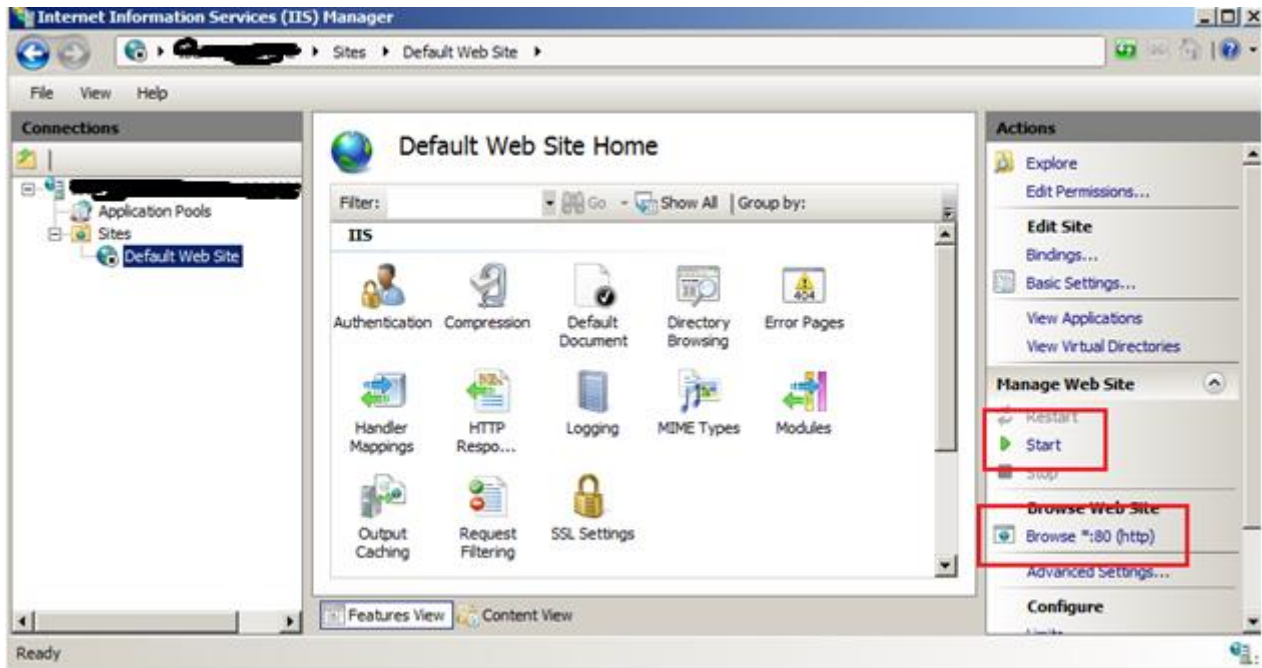 Internet Information Services (IIS) Manager
Sites Default Web Site
File View Help
Connections
Application Pools
Sites
Default Web Site
Default Web Site Home
Filter: Go Show All Group by:
IIS
Authentication Compression Default Document Directory Browsing Error Pages
404
Handler Mappings HTTP Respo... Logging MIME Types Modules
Output Caching Request Filtering SSL Settings
Features View Content View
Actions
Explore
Edit Permissions...
Edit Site
Bindings...
Basic Settings...
View Applications
View Virtual Directories
Manage Web Site
Restart
Start
Stop
Browse Web Site
Browse *:80 (http)
Advanced Settings...
Configure
Ready